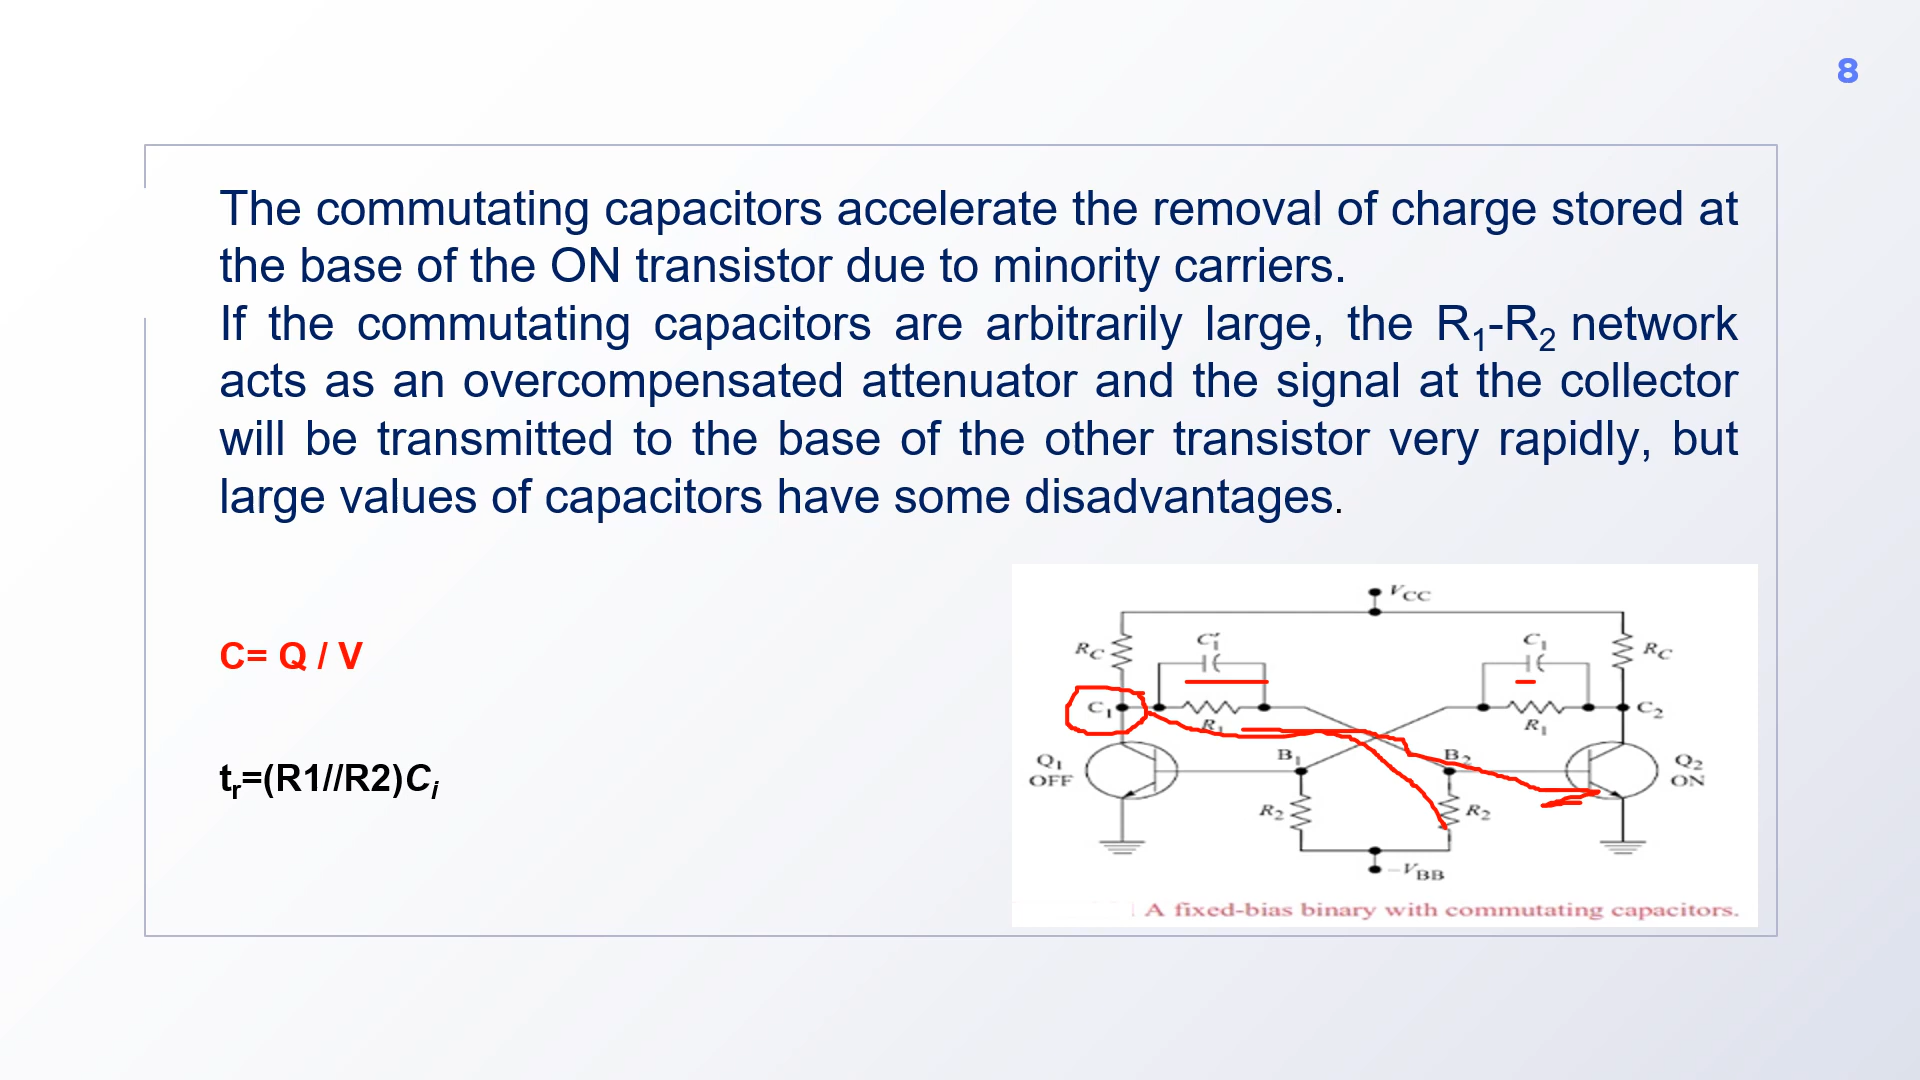 8
The commutating capacitors accelerate the removal of charge stored at
the base of the ON transistor due to minority carriers.
If the commutating capacitors are arbitrarily large, the R₁-R₂ network
acts as an overcompensated attenuator and the signal at the collector
will be transmitted to the base of the other transistor very rapidly, but
large values of capacitors have some disadvantages.
C= Q / V
tᵣ=(R1//R2)Cᵢ
V_CC
R_C C₁' C₁ R_C
C₁ R₁ R₁ C₂
Q₁ OFF B₁ B₂ Q₂ ON
R₂ R₂
-V_BB
A fixed-bias binary with commutating capacitors.